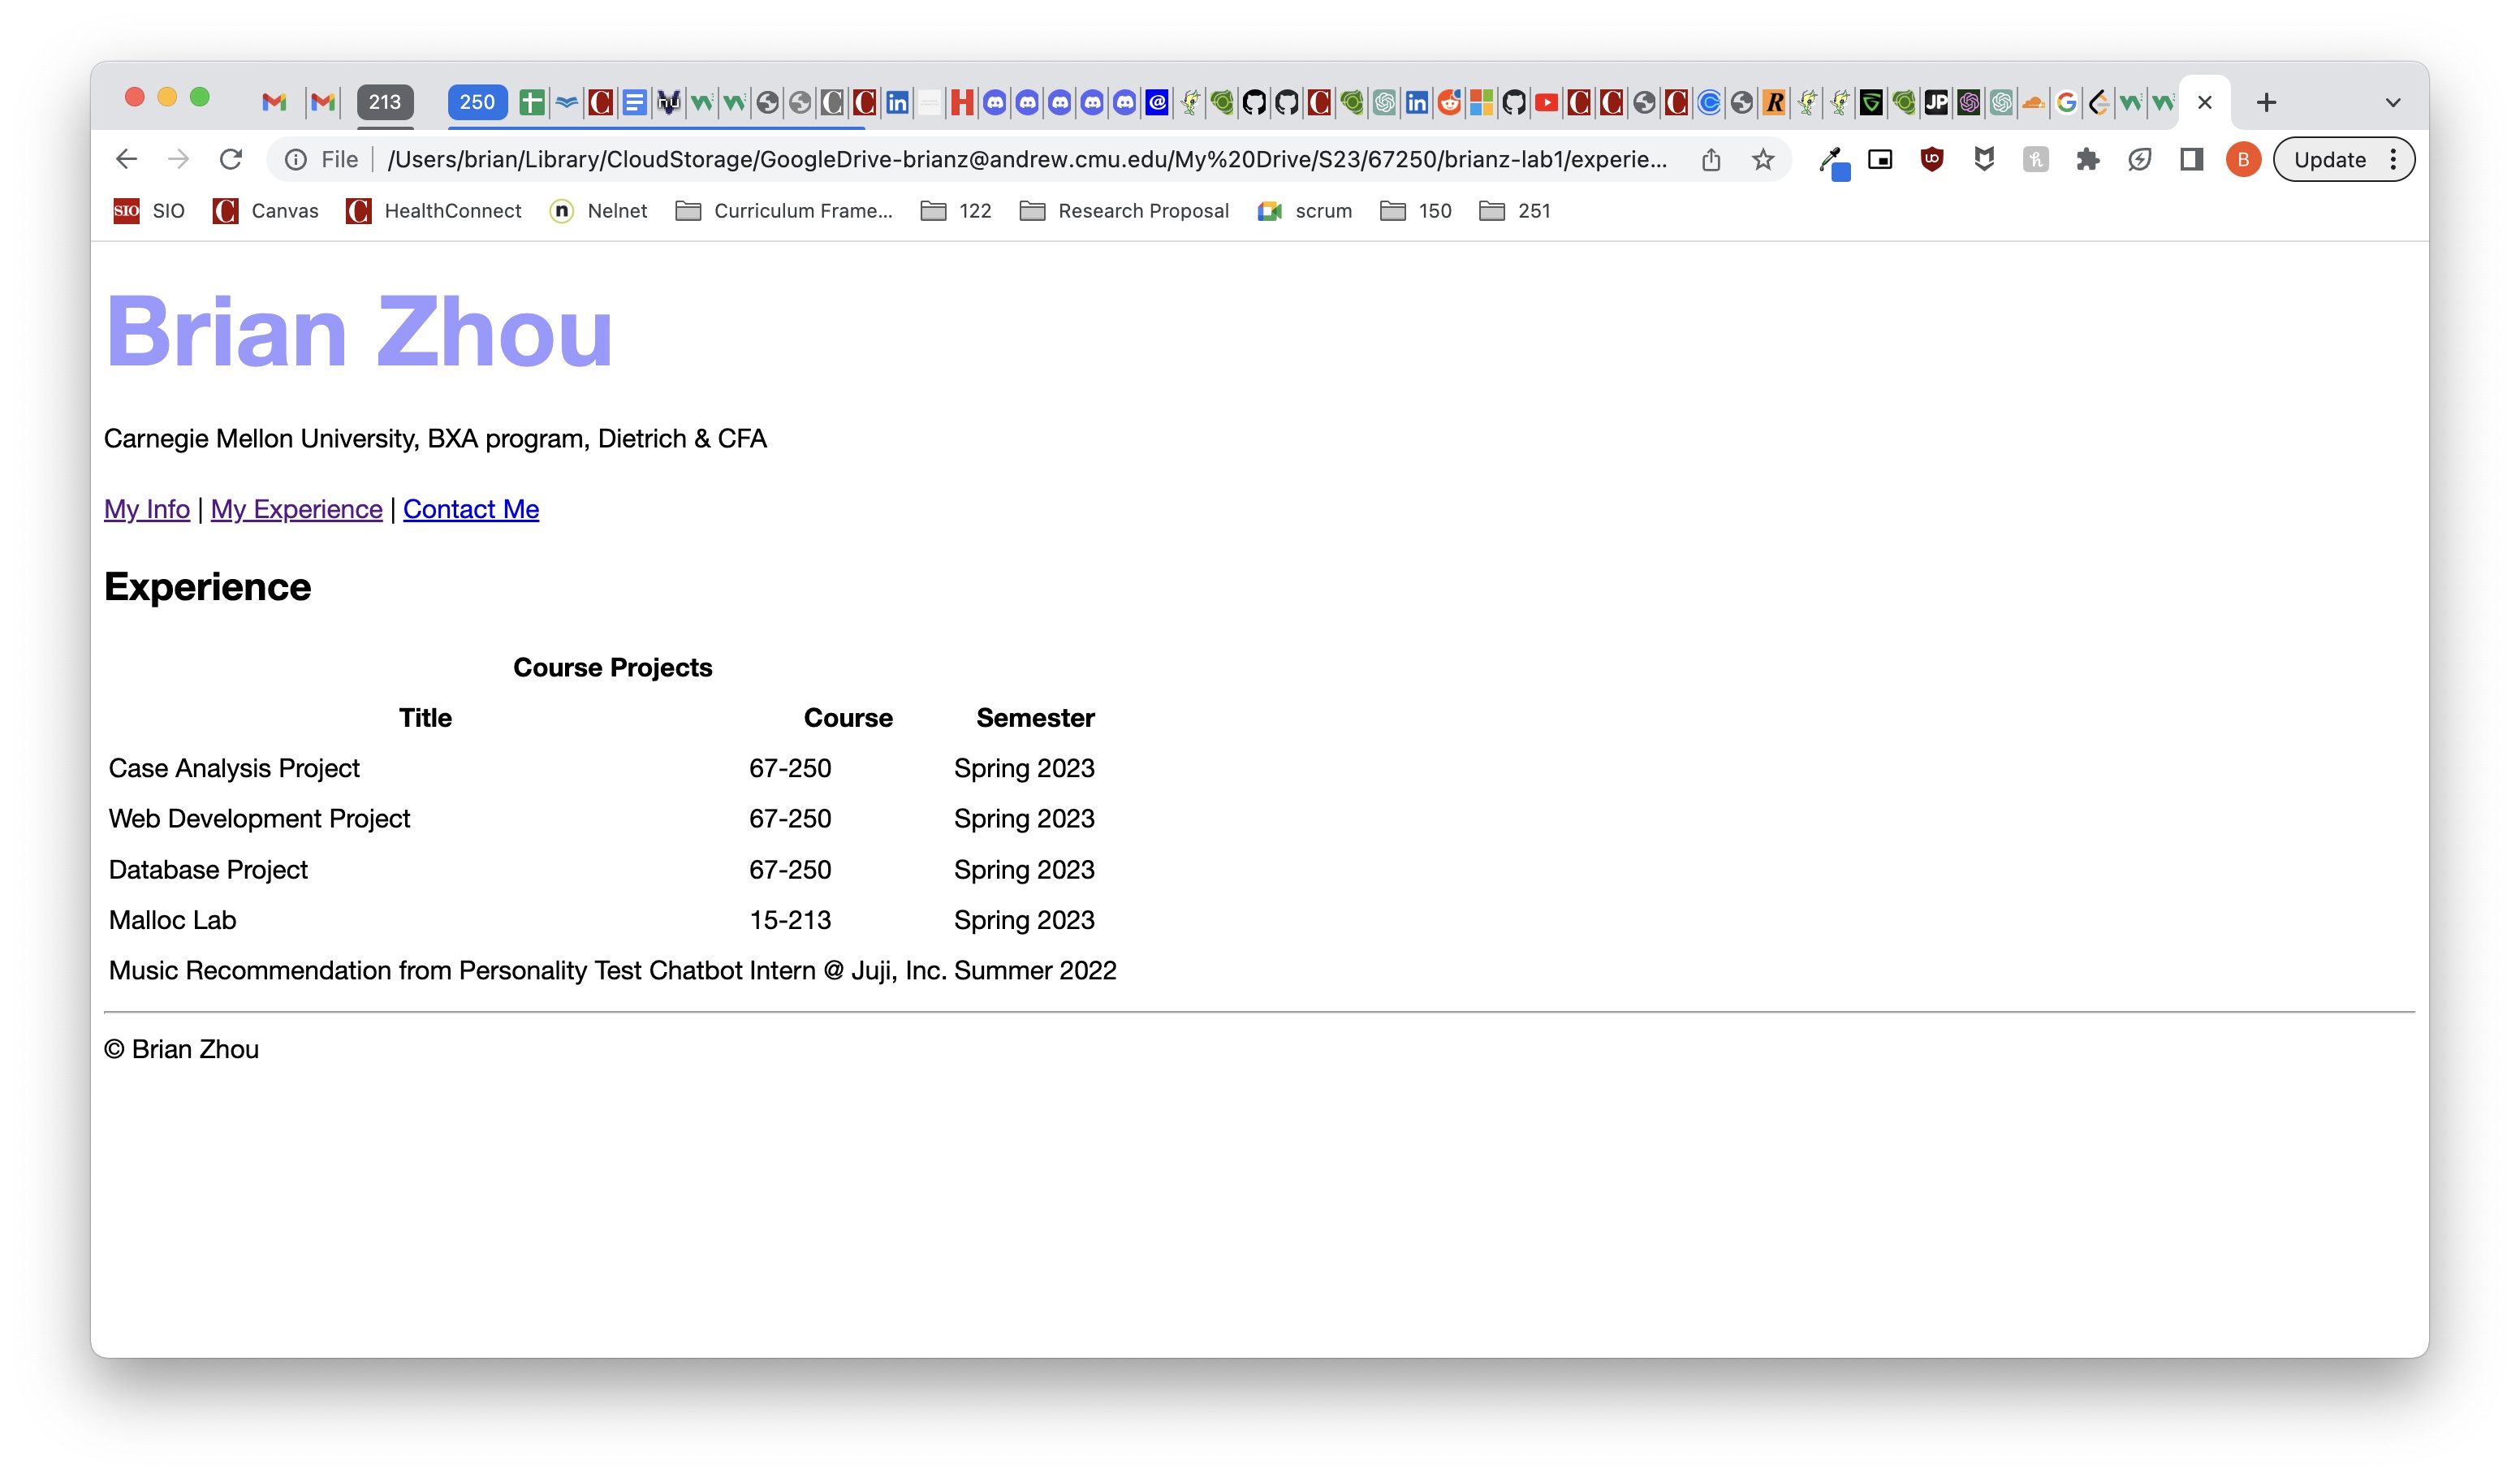 213 250
File /Users/brian/Library/CloudStorage/GoogleDrive-brianz@andrew.cmu.edu/My%20Drive/S23/67250/brianz-lab1/experie... B Update
SIO SIO C Canvas C HealthConnect n Nelnet Curriculum Frame... 122 Research Proposal scrum 150 251
Brian Zhou
Carnegie Mellon University, BXA program, Dietrich & CFA
My Info | My Experience | Contact Me
Experience
Course Projects
Title Course Semester
Case Analysis Project 67-250 Spring 2023
Web Development Project 67-250 Spring 2023
Database Project 67-250 Spring 2023
Malloc Lab 15-213 Spring 2023
Music Recommendation from Personality Test Chatbot Intern @ Juji, Inc. Summer 2022
© Brian Zhou